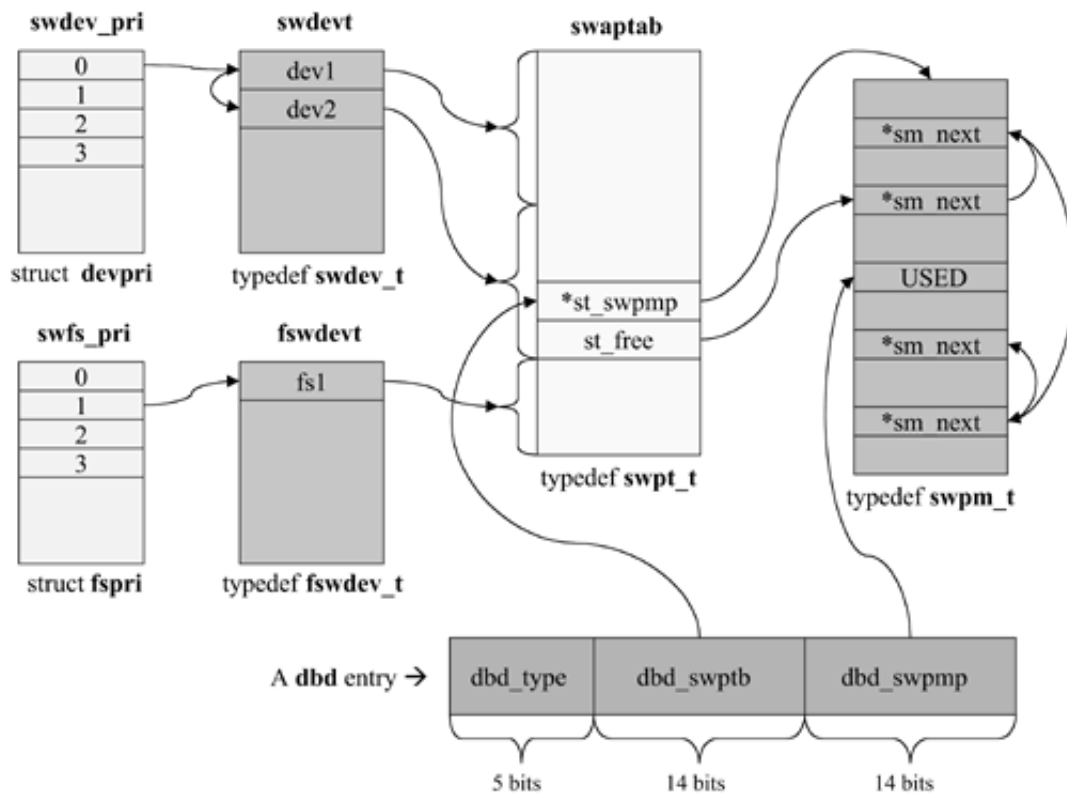 swdev_pri
0
1
2
3
struct devpri
swdevt
dev1
dev2
typedef swdev_t
swaptab
*st_swpmp
st_free
typedef swpt_t
*sm_next
*sm_next
USED
*sm_next
*sm_next
typedef swpm_t
swfs_pri
0
1
2
3
struct fspri
fswdevt
fs1
typedef fswdev_t
A dbd entry →
dbd_type
dbd_swptb
dbd_swpmp
5 bits
14 bits
14 bits